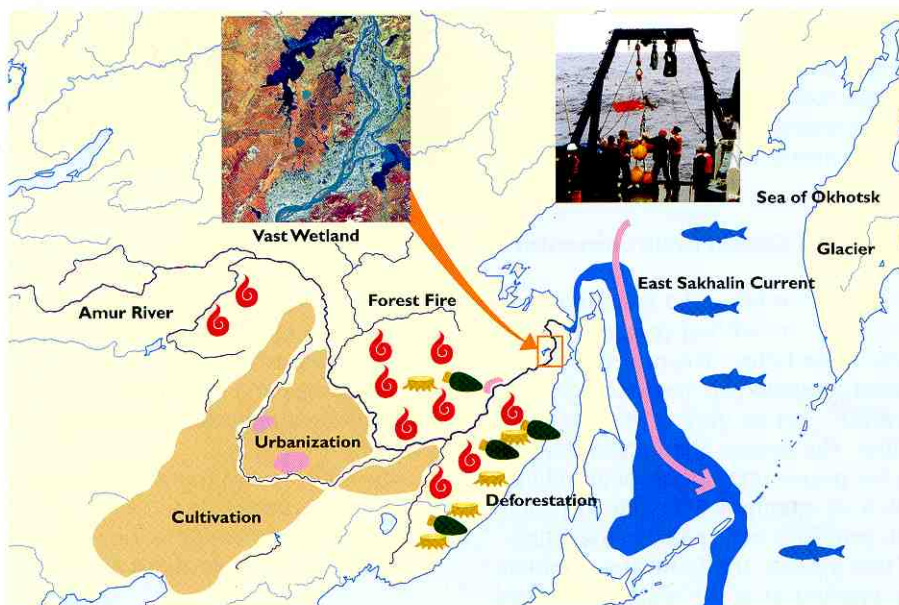 Vast Wetland
Sea of Okhotsk
Glacier
East Sakhalin Current
Amur River
Forest Fire
Urbanization
Cultivation
Deforestation